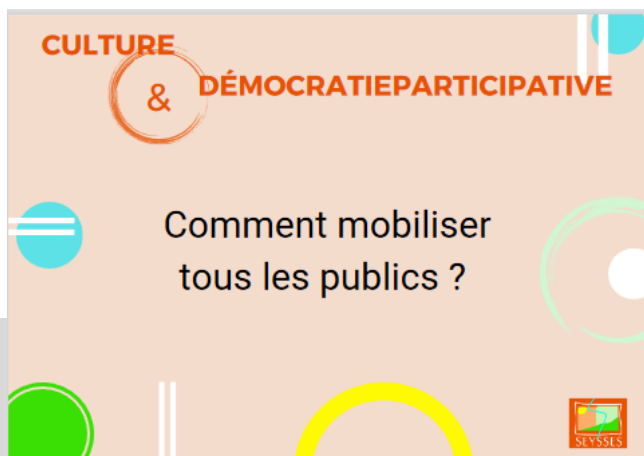 CULTURE
&
DÉMOCRATIEPARTICIPATIVE
Comment mobiliser
tous les publics ?
SEYSSES